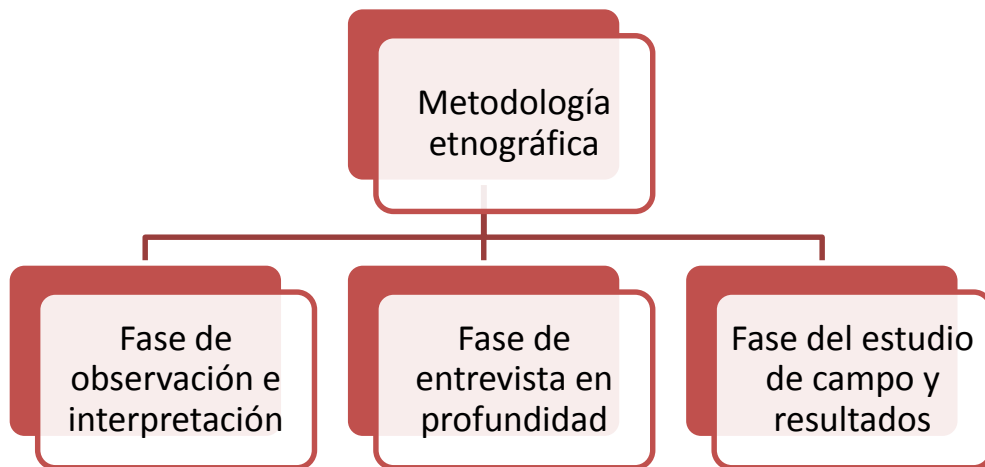 Metodología
etnográfica
Fase de
observación e
interpretación
Fase de
entrevista en
profundidad
Fase del estudio
de campo y
resultados